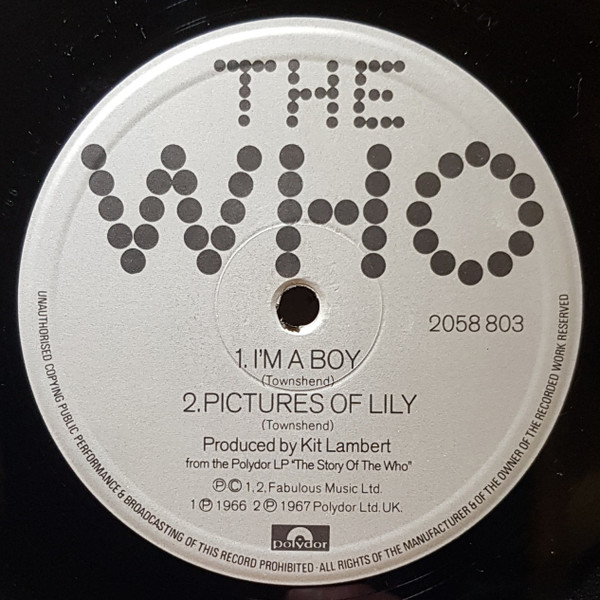 THE
WHO
2058 803
1. I'M A BOY
(Townshend)
2. PICTURES OF LILY
(Townshend)
Produced by Kit Lambert
from the Polydor LP "The Story Of The Who"
℗ © 1, 2, Fabulous Music Ltd.
1 ℗ 1966 2 ℗ 1967 Polydor Ltd. UK.
polydor
UNAUTHORISED COPYING PUBLIC PERFORMANCE & BROADCASTING OF THIS RECORD PROHIBITED · ALL RIGHTS OF THE MANUFACTURER & OF THE OWNER OF THE RECORDED WORK RESERVED